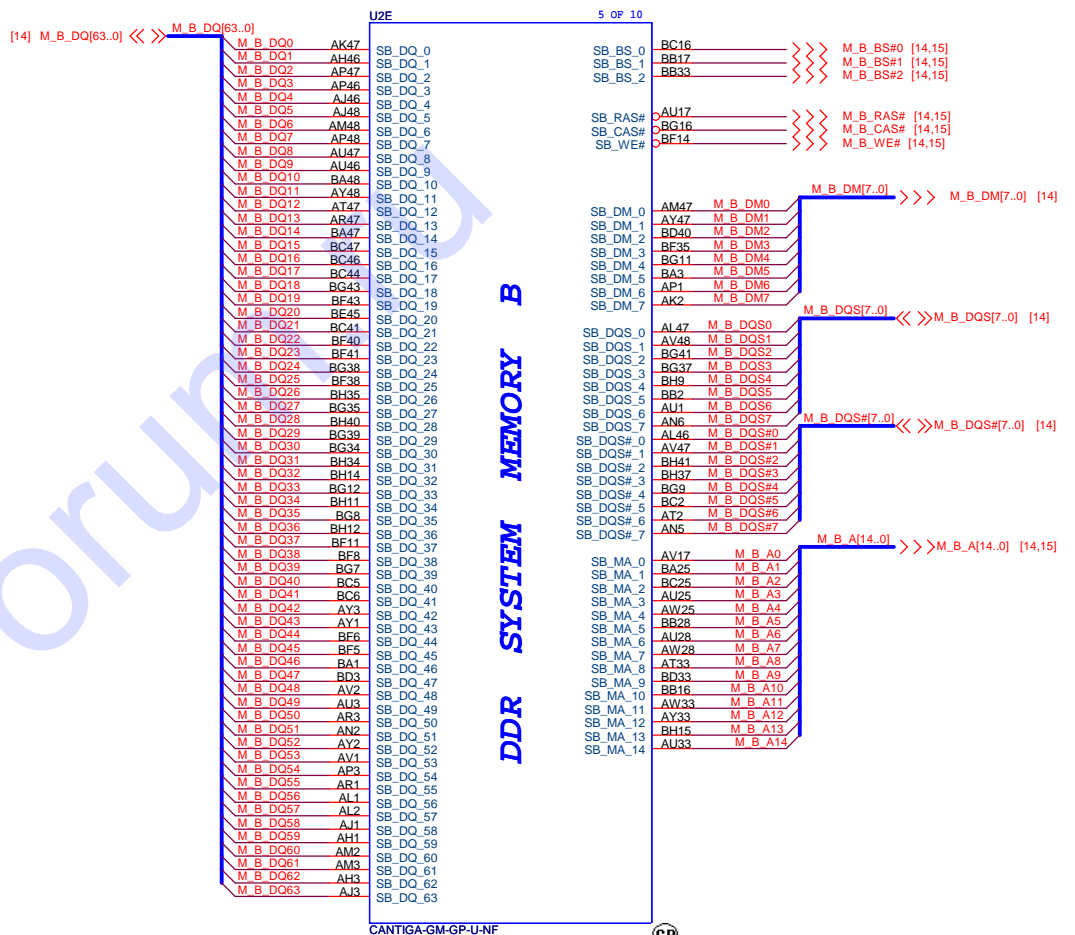 U2E 5 OF 10
[14] M_B_DQ[63..0] M_B_DQ[63..0]
M_B_DQ0 AK47 SB_DQ_0
M_B_DQ1 AH46 SB_DQ_1
M_B_DQ2 AP47 SB_DQ_2
M_B_DQ3 AP46 SB_DQ_3
M_B_DQ4 AJ46 SB_DQ_4
M_B_DQ5 AJ48 SB_DQ_5
M_B_DQ6 AM48 SB_DQ_6
M_B_DQ7 AP48 SB_DQ_7
M_B_DQ8 AU47 SB_DQ_8
M_B_DQ9 AU46 SB_DQ_9
M_B_DQ10 BA48 SB_DQ_10
M_B_DQ11 AY48 SB_DQ_11
M_B_DQ12 AT47 SB_DQ_12
M_B_DQ13 AR47 SB_DQ_13
M_B_DQ14 BA47 SB_DQ_14
M_B_DQ15 BC47 SB_DQ_15
M_B_DQ16 BC46 SB_DQ_16
M_B_DQ17 BC44 SB_DQ_17
M_B_DQ18 BG43 SB_DQ_18
M_B_DQ19 BF43 SB_DQ_19
M_B_DQ20 BE45 SB_DQ_20
M_B_DQ21 BC41 SB_DQ_21
M_B_DQ22 BF40 SB_DQ_22
M_B_DQ23 BF41 SB_DQ_23
M_B_DQ24 BG38 SB_DQ_24
M_B_DQ25 BF38 SB_DQ_25
M_B_DQ26 BH35 SB_DQ_26
M_B_DQ27 BG35 SB_DQ_27
M_B_DQ28 BH40 SB_DQ_28
M_B_DQ29 BG39 SB_DQ_29
M_B_DQ30 BG34 SB_DQ_30
M_B_DQ31 BH34 SB_DQ_31
M_B_DQ32 BH14 SB_DQ_32
M_B_DQ33 BG12 SB_DQ_33
M_B_DQ34 BH11 SB_DQ_34
M_B_DQ35 BG8 SB_DQ_35
M_B_DQ36 BH12 SB_DQ_36
M_B_DQ37 BF11 SB_DQ_37
M_B_DQ38 BF8 SB_DQ_38
M_B_DQ39 BG7 SB_DQ_39
M_B_DQ40 BC5 SB_DQ_40
M_B_DQ41 BC6 SB_DQ_41
M_B_DQ42 AY3 SB_DQ_42
M_B_DQ43 AY1 SB_DQ_43
M_B_DQ44 BF6 SB_DQ_44
M_B_DQ45 BF5 SB_DQ_45
M_B_DQ46 BA1 SB_DQ_46
M_B_DQ47 BD3 SB_DQ_47
M_B_DQ48 AV2 SB_DQ_48
M_B_DQ49 AU3 SB_DQ_49
M_B_DQ50 AR3 SB_DQ_50
M_B_DQ51 AN2 SB_DQ_51
M_B_DQ52 AY2 SB_DQ_52
M_B_DQ53 AV1 SB_DQ_53
M_B_DQ54 AP3 SB_DQ_54
M_B_DQ55 AR1 SB_DQ_55
M_B_DQ56 AL1 SB_DQ_56
M_B_DQ57 AL2 SB_DQ_57
M_B_DQ58 AJ1 SB_DQ_58
M_B_DQ59 AH1 SB_DQ_59
M_B_DQ60 AM2 SB_DQ_60
M_B_DQ61 AM3 SB_DQ_61
M_B_DQ62 AH3 SB_DQ_62
M_B_DQ63 AJ3 SB_DQ_63
DDR SYSTEM MEMORY B
SB_BS_0 BC16 M_B_BS#0 [14,15]
SB_BS_1 BB17 M_B_BS#1 [14,15]
SB_BS_2 BB33 M_B_BS#2 [14,15]
SB_RAS# AU17 M_B_RAS# [14,15]
SB_CAS# BG16 M_B_CAS# [14,15]
SB_WE# BF14 M_B_WE# [14,15]
M_B_DM[7..0] M_B_DM[7..0] [14]
SB_DM_0 AM47 M_B_DM0
SB_DM_1 AY47 M_B_DM1
SB_DM_2 BD40 M_B_DM2
SB_DM_3 BF35 M_B_DM3
SB_DM_4 BG11 M_B_DM4
SB_DM_5 BA3 M_B_DM5
SB_DM_6 AP1 M_B_DM6
SB_DM_7 AK2 M_B_DM7
M_B_DQS[7..0] M_B_DQS[7..0] [14]
SB_DQS_0 AL47 M_B_DQS0
SB_DQS_1 AV48 M_B_DQS1
SB_DQS_2 BG41 M_B_DQS2
SB_DQS_3 BG37 M_B_DQS3
SB_DQS_4 BH9 M_B_DQS4
SB_DQS_5 BB2 M_B_DQS5
SB_DQS_6 AU1 M_B_DQS6
SB_DQS_7 AN6 M_B_DQS7
M_B_DQS#[7..0] M_B_DQS#[7..0] [14]
SB_DQS#_0 AL46 M_B_DQS#0
SB_DQS#_1 AV47 M_B_DQS#1
SB_DQS#_2 BH41 M_B_DQS#2
SB_DQS#_3 BH37 M_B_DQS#3
SB_DQS#_4 BG9 M_B_DQS#4
SB_DQS#_5 BC2 M_B_DQS#5
SB_DQS#_6 AT2 M_B_DQS#6
SB_DQS#_7 AN5 M_B_DQS#7
M_B_A[14..0] M_B_A[14..0] [14,15]
SB_MA_0 AV17 M_B_A0
SB_MA_1 BA25 M_B_A1
SB_MA_2 BC25 M_B_A2
SB_MA_3 AU25 M_B_A3
SB_MA_4 AW25 M_B_A4
SB_MA_5 BB28 M_B_A5
SB_MA_6 AU28 M_B_A6
SB_MA_7 AW28 M_B_A7
SB_MA_8 AT33 M_B_A8
SB_MA_9 BD33 M_B_A9
SB_MA_10 BB16 M_B_A10
SB_MA_11 AW33 M_B_A11
SB_MA_12 AY33 M_B_A12
SB_MA_13 BH15 M_B_A13
SB_MA_14 AU33 M_B_A14
CANTIGA-GM-GP-U-NF
GP
orum.su